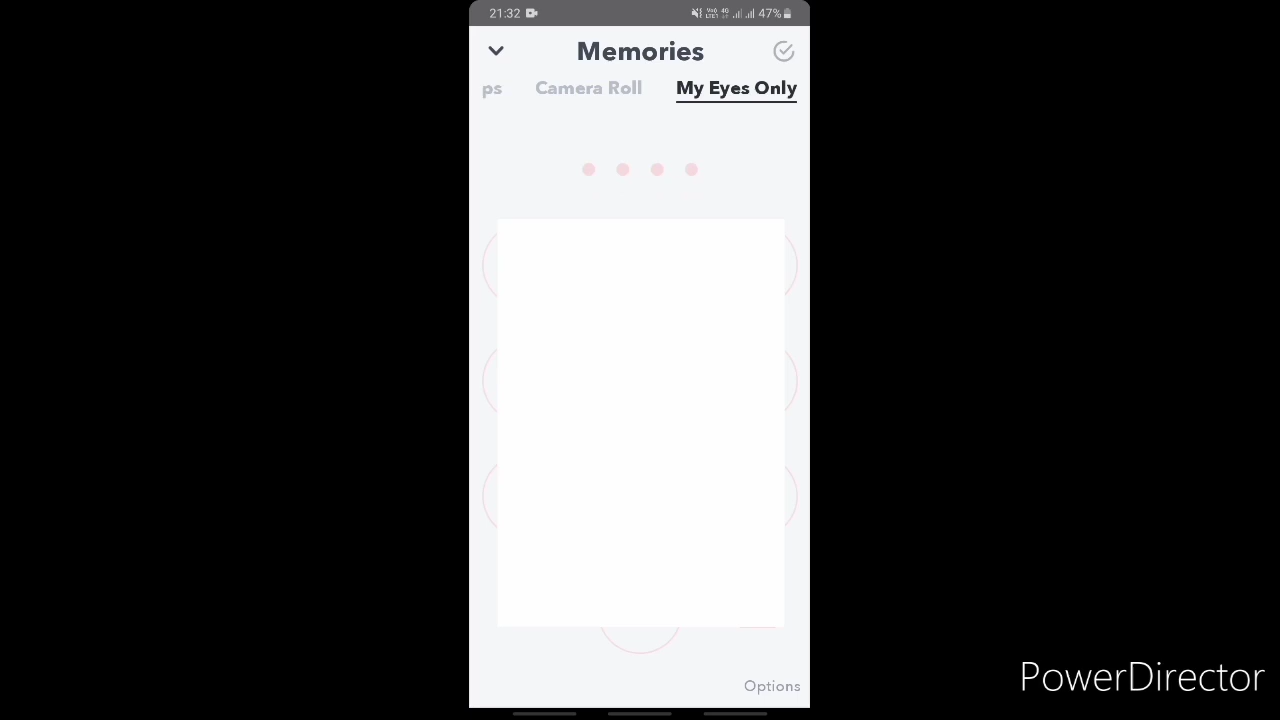 21:32 47%
Memories
ps Camera Roll My Eyes Only
Options
PowerDirector